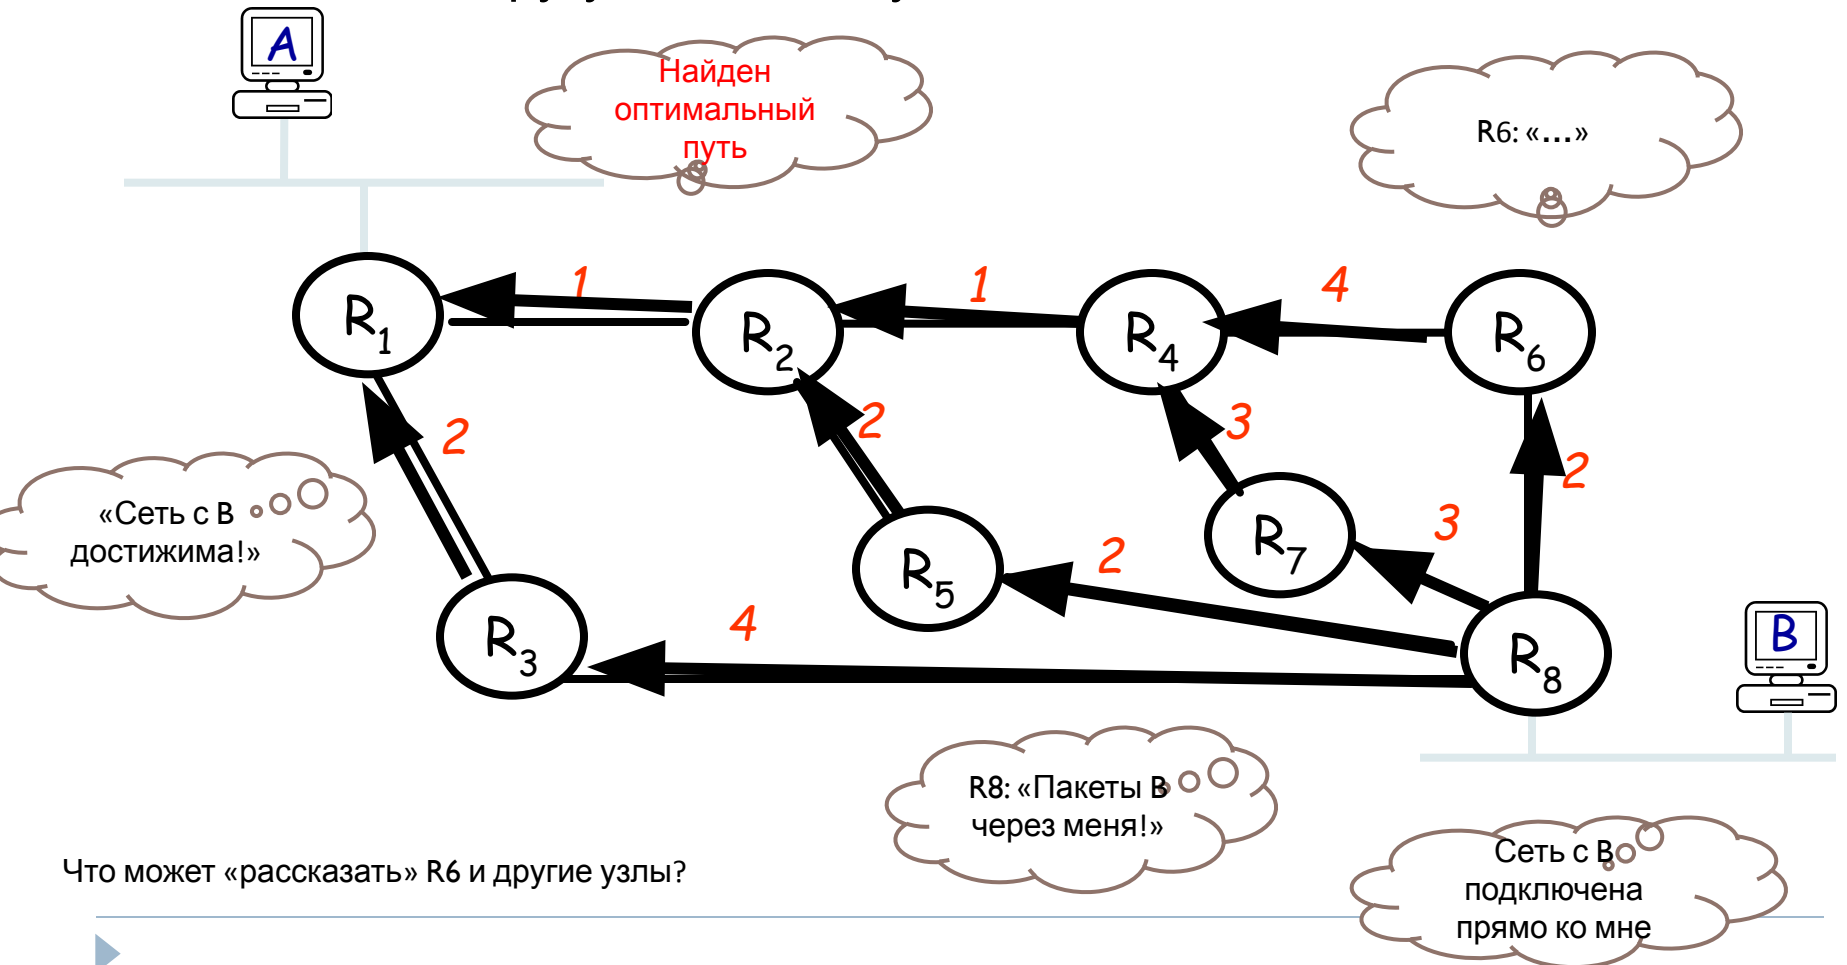 A
Найден
оптимальный
путь
R6: «...»
1
1
4
R1
R2
R4
R6
2
2
3
2
«Сеть с B
достижима!»
R5
R7
2
3
R3
4
R8
B
R8: «Пакеты B
через меня!»
Сеть с B
подключена
прямо ко мне
Что может «рассказать» R6 и другие узлы?